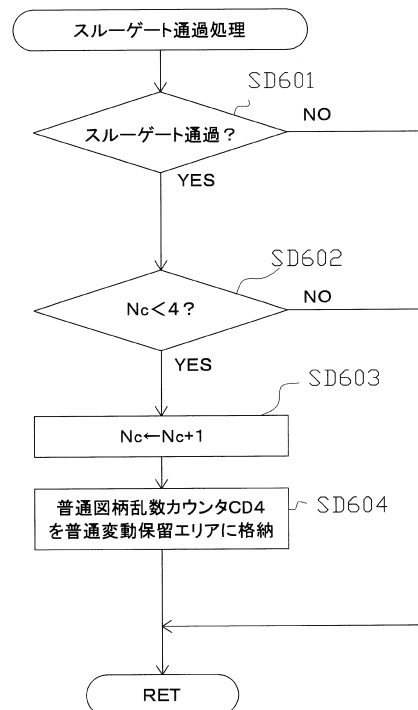 スルーゲート通過処理
SD601
スルーゲート通過？
NO
YES
SD602
Nc＜4？
NO
YES
SD603
Nc←Nc+1
SD604
普通図柄乱数カウンタCD4
を普通変動保留エリアに格納
RET